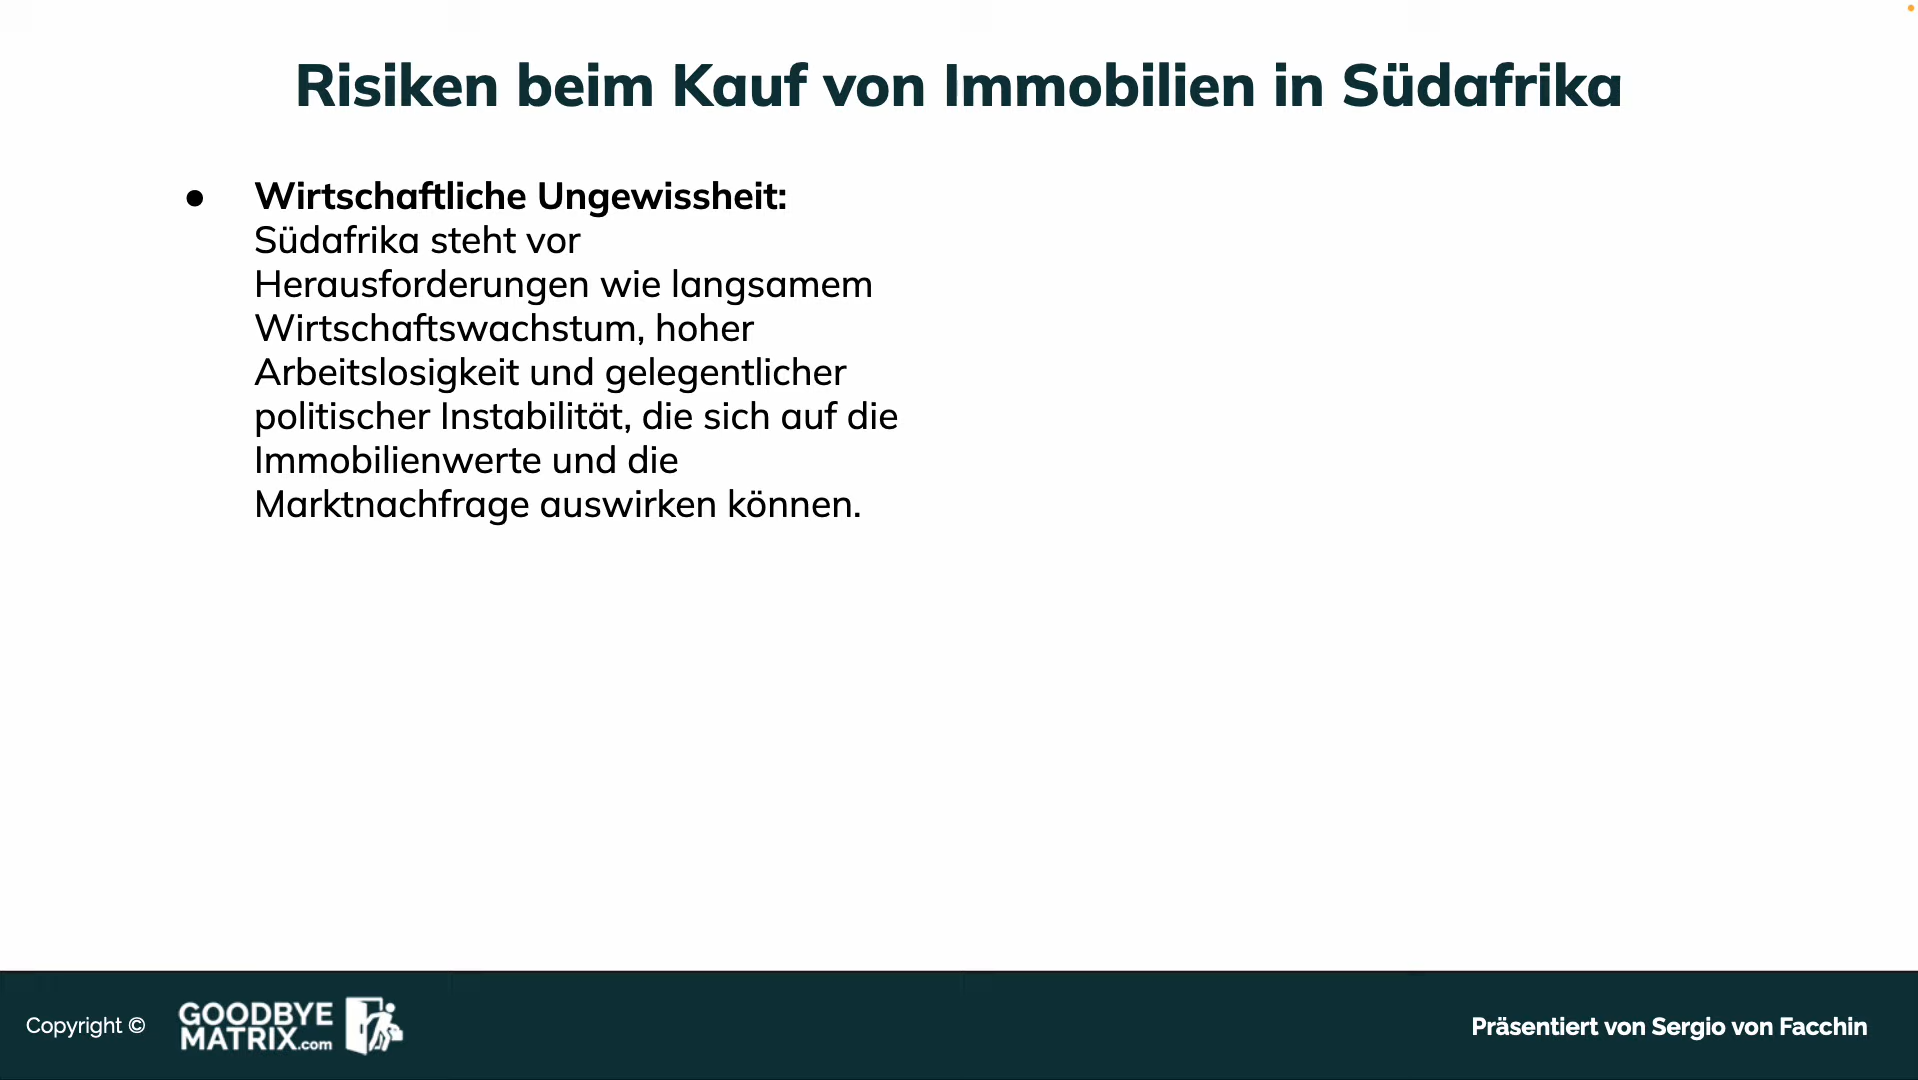 Risiken beim Kauf von Immobilien in Südafrika
● Wirtschaftliche Ungewissheit:
Südafrika steht vor
Herausforderungen wie langsamem
Wirtschaftswachstum, hoher
Arbeitslosigkeit und gelegentlicher
politischer Instabilität, die sich auf die
Immobilienwerte und die
Marktnachfrage auswirken können.
Copyright ©
GOODBYE
MATRIX.com
Präsentiert von Sergio von Facchin